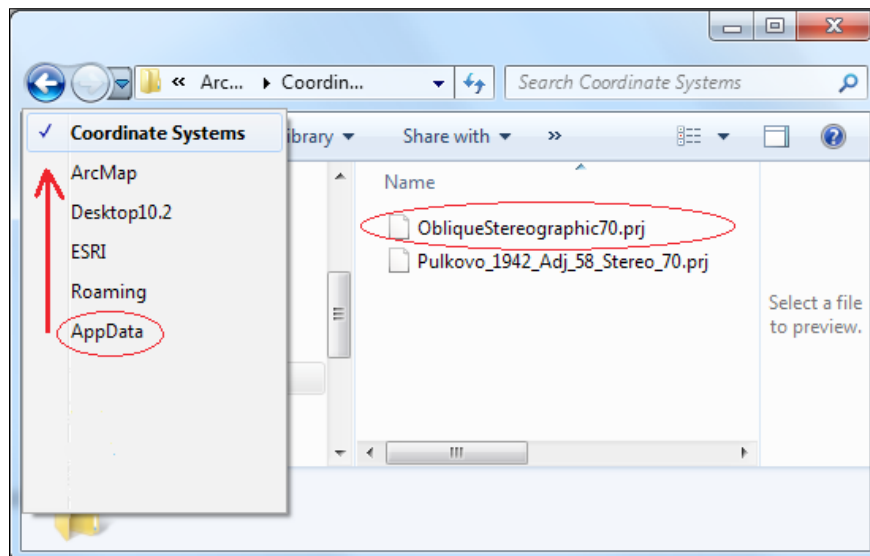 « Arc... ▸ Coordin...
Search Coordinate Systems
✓ Coordinate Systems
ArcMap
Desktop10.2
ESRI
Roaming
AppData
ibrary
Share with
»
Name
ObliqueStereographic70.prj
Pulkovo_1942_Adj_58_Stereo_70.prj
Select a file
to preview.